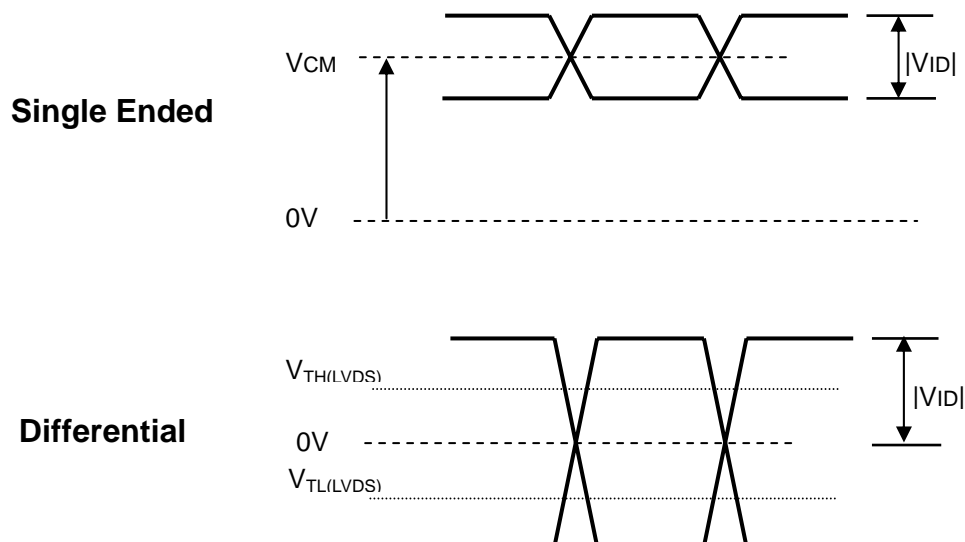 VCM
|VID|
Single Ended
0V
VTH(LVDS)
|VID|
Differential
0V
VTL(LVDS)